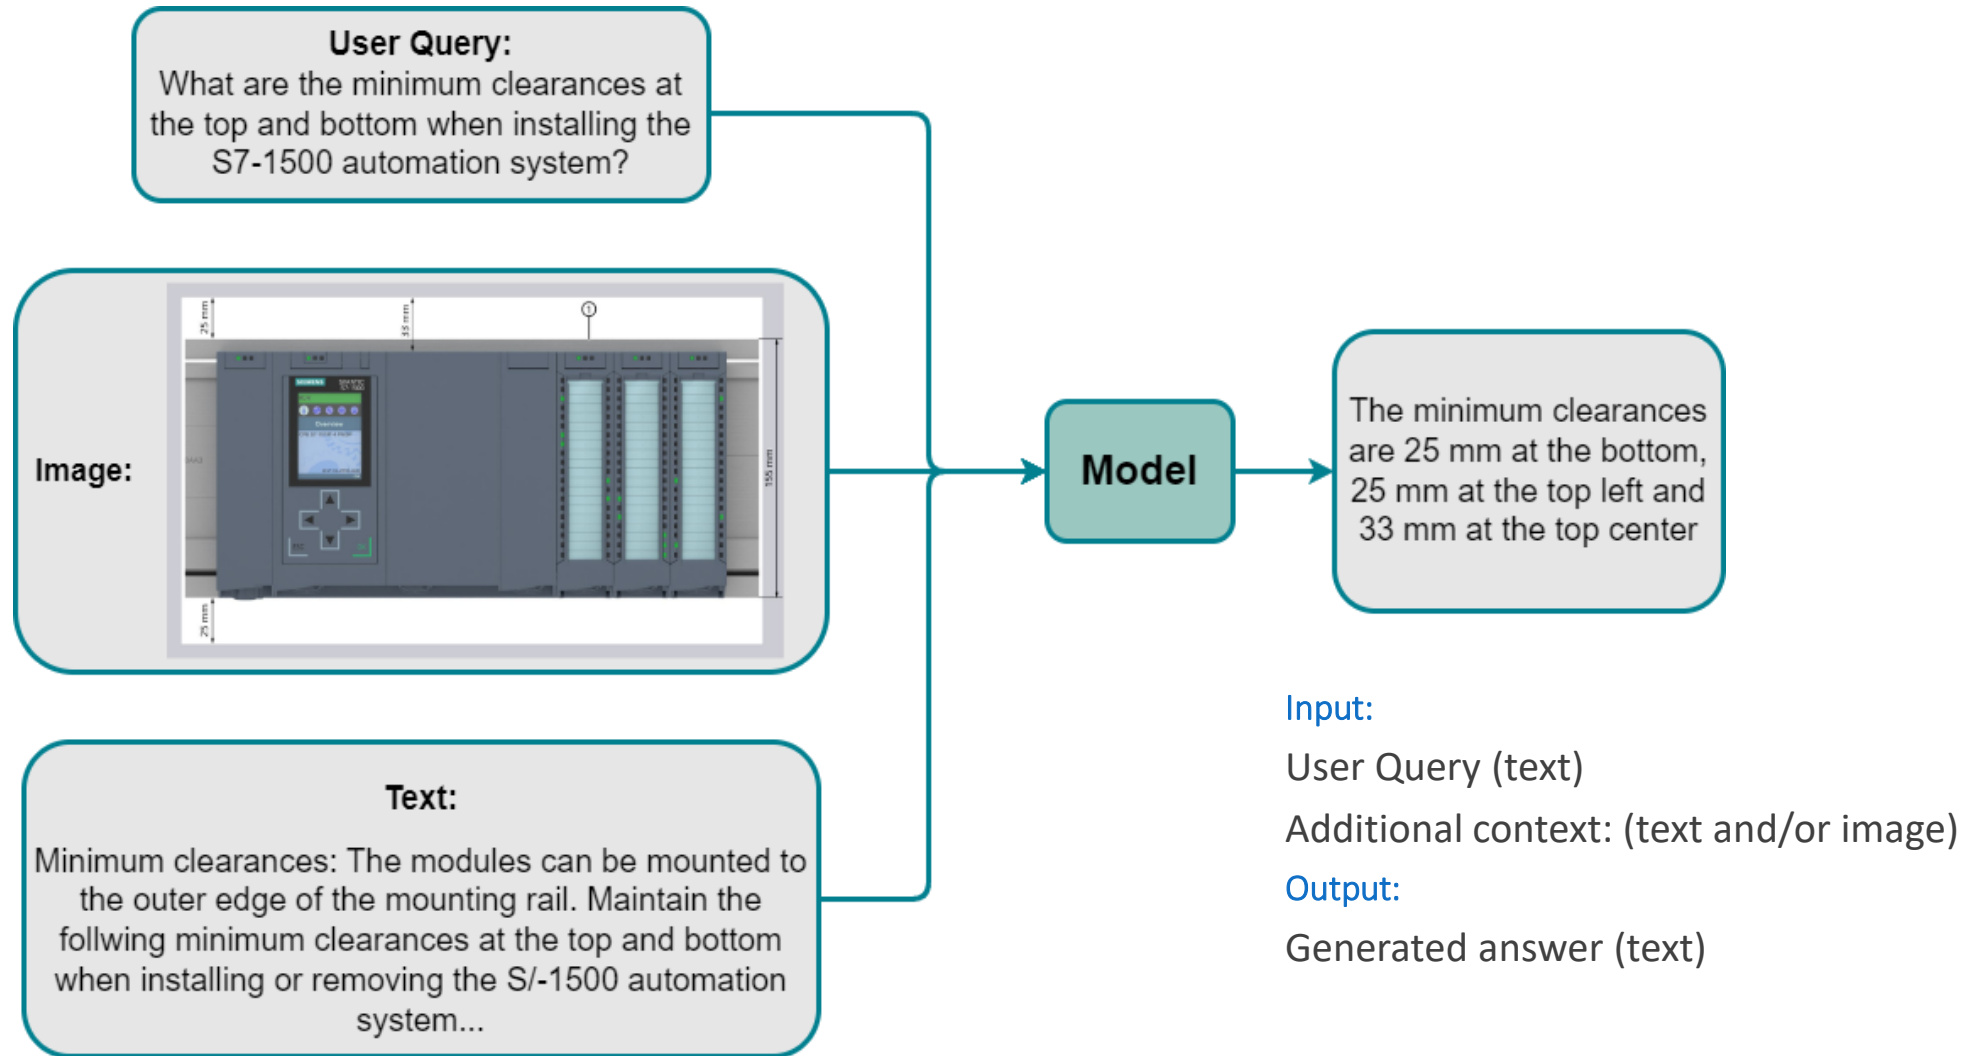 User Query:
What are the minimum clearances at
the top and bottom when installing the
S7-1500 automation system?
Image:
25 mm
33 mm
1
SIEMENS
SIMATIC
S7-1500
Overview
155 mm
25 mm
Model
The minimum clearances
are 25 mm at the bottom,
25 mm at the top left and
33 mm at the top center
Text:
Minimum clearances: The modules can be mounted to
the outer edge of the mounting rail. Maintain the
follwing minimum clearances at the top and bottom
when installing or removing the S/-1500 automation
system...
Input:
User Query (text)
Additional context: (text and/or image)
Output:
Generated answer (text)